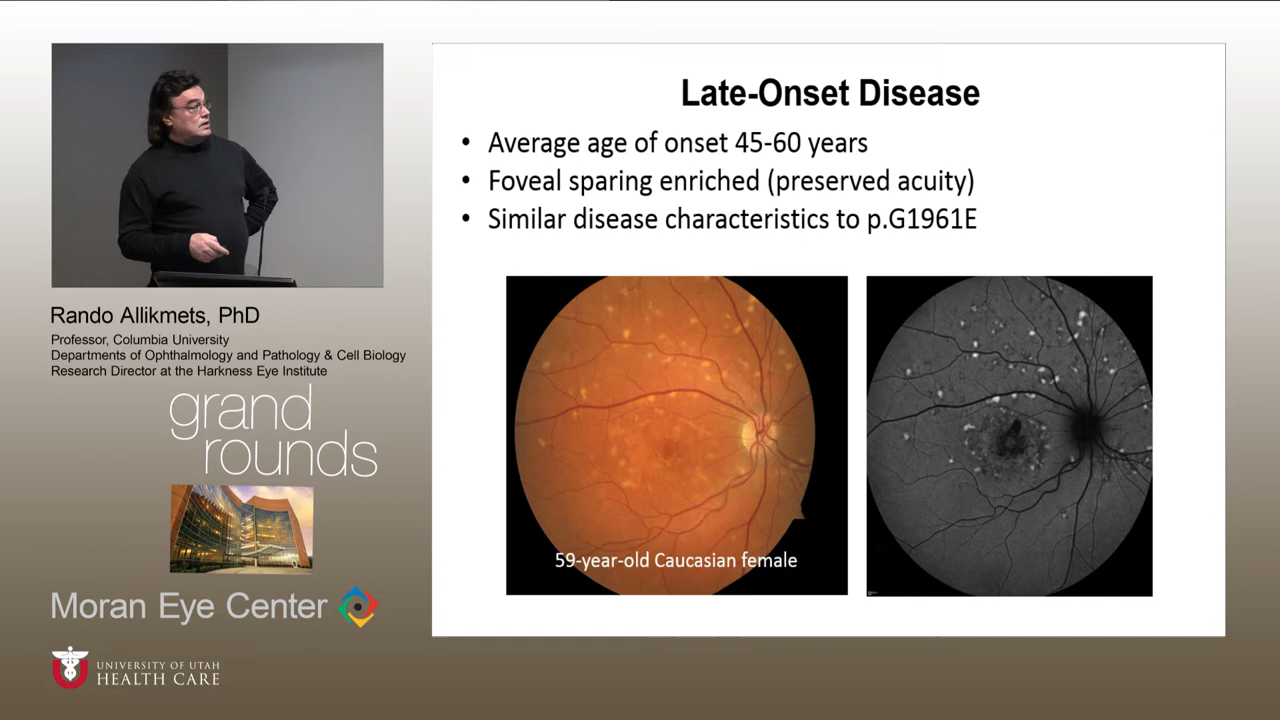 Late-Onset Disease
• Average age of onset 45-60 years
• Foveal sparing enriched (preserved acuity)
• Similar disease characteristics to p.G1961E
59-year-old Caucasian female
Rando Allikmets, PhD
Professor, Columbia University
Departments of Ophthalmology and Pathology & Cell Biology
Research Director at the Harkness Eye Institute
grand
rounds
Moran Eye Center
UNIVERSITY OF UTAH
HEALTH CARE